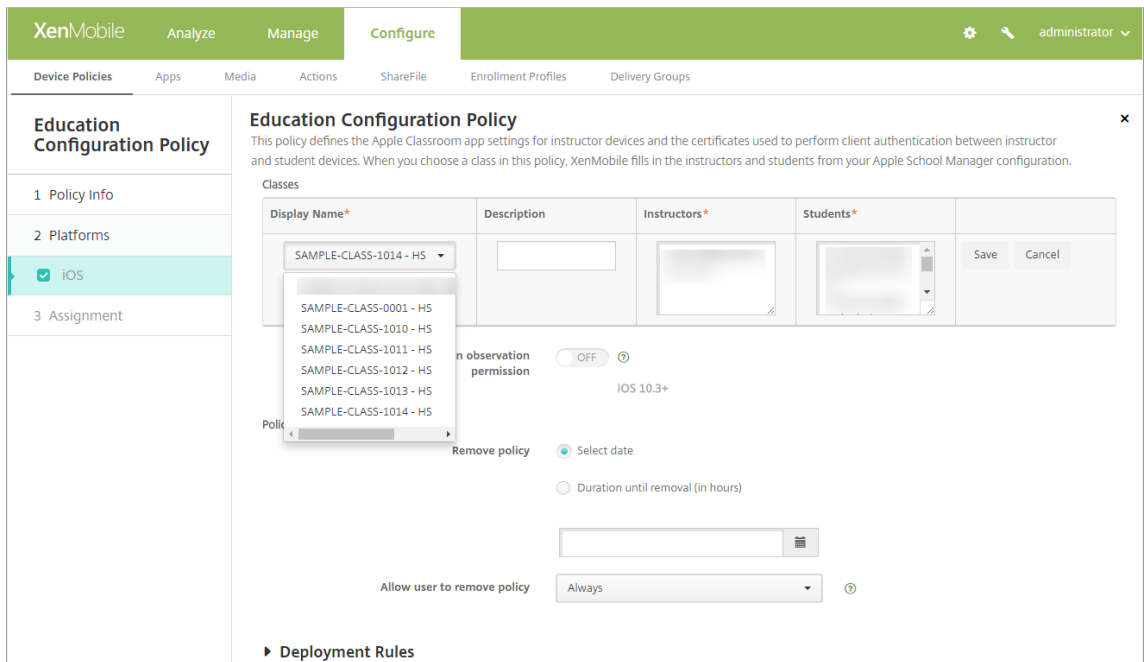 XenMobile Analyze Manage Configure administrator
Device Policies Apps Media Actions ShareFile Enrollment Profiles Delivery Groups
Education
Configuration Policy
1 Policy Info
2 Platforms
iOS
3 Assignment
Education Configuration Policy
This policy defines the Apple Classroom app settings for instructor devices and the certificates used to perform client authentication between instructor
and student devices. When you choose a class in this policy, XenMobile fills in the instructors and students from your Apple School Manager configuration.
Classes
Display Name* Description Instructors* Students*
SAMPLE-CLASS-1014 - HS Save Cancel
SAMPLE-CLASS-0001 - HS
SAMPLE-CLASS-1010 - HS
SAMPLE-CLASS-1011 - HS
SAMPLE-CLASS-1012 - HS
SAMPLE-CLASS-1013 - HS
SAMPLE-CLASS-1014 - HS
observation
permission
OFF
iOS 10.3+
Remove policy Select date
Duration until removal (in hours)
Allow user to remove policy Always
Deployment Rules